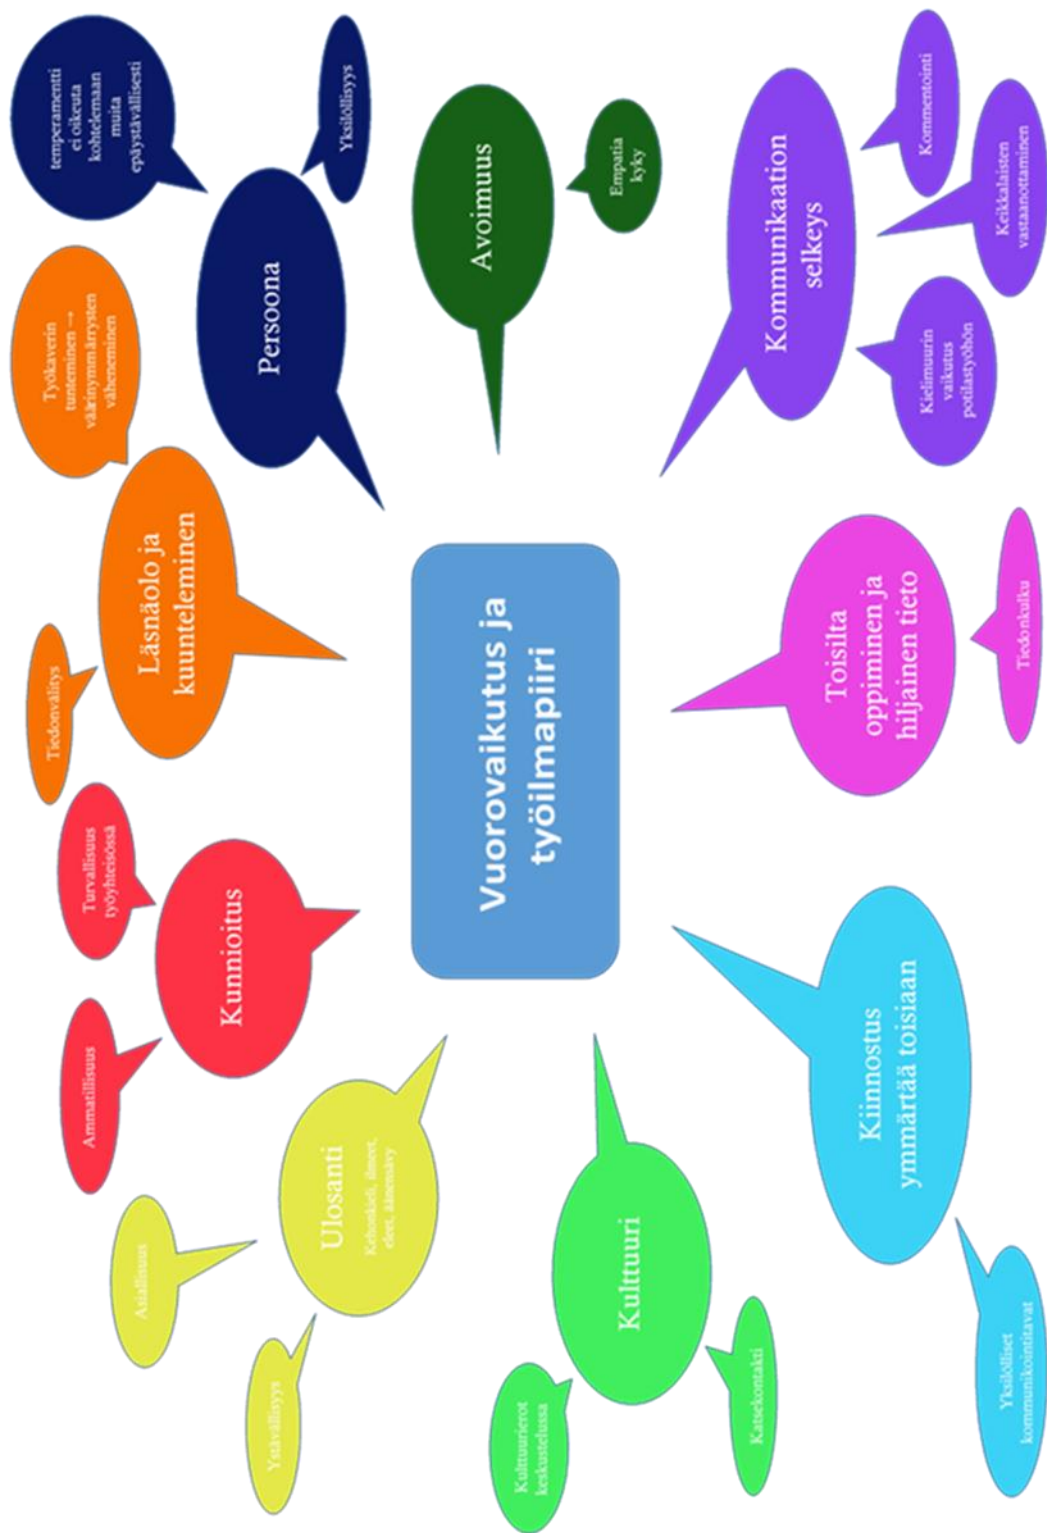 Ystävällisyys
Asiallisuus
Ulosanti
Kehonkieli, ilmeet,
eleet, äänensävy
Ammatillisuus
Turvallisuus
työyhteisössä
Kunnioitus
Tiedonvälitys
Läsnäolo ja
kuunteleminen
Työkaverin
tunteminen →
väärinymmärrysten
väheneminen
temperamentti
ei oikeuta
kohtelemaan
muita
epäystävällisesti
Persoona
Yksilöllisyys
Vuorovaikutus ja
työilmapiiri
Avoimuus
Empatia
kyky
Kulttuurierot
keskustelussa
Kulttuuri
Katsekontakti
Kiinnostus
ymmärtää toisiaan
Yksilölliset
kommunikointitavat
Toisilta
oppiminen ja
hiljainen tieto
Tiedonkulku
Kommunikaation
selkeys
Kielimuurin
vaikutus
potilastyöhön
Keikkalaisten
vastaanottaminen
Kommentointi